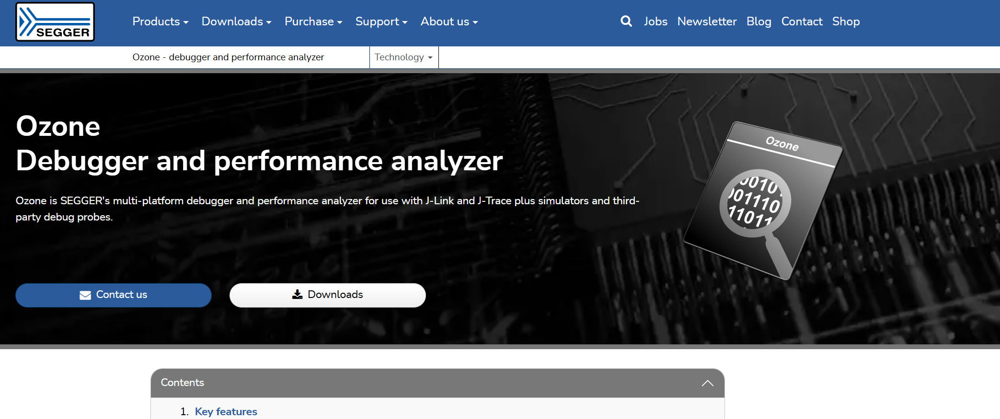 SEGGER
Products
Downloads
Purchase
Support
About us
Jobs
Newsletter
Blog
Contact
Shop
Ozone - debugger and performance analyzer
Technology
Ozone
Debugger and performance analyzer
Ozone is SEGGER's multi-platform debugger and performance analyzer for use with J-Link and J-Trace plus simulators and third-
party debug probes.
Ozone
0010
001110
11011
Contact us
Downloads
Contents
1. Key features